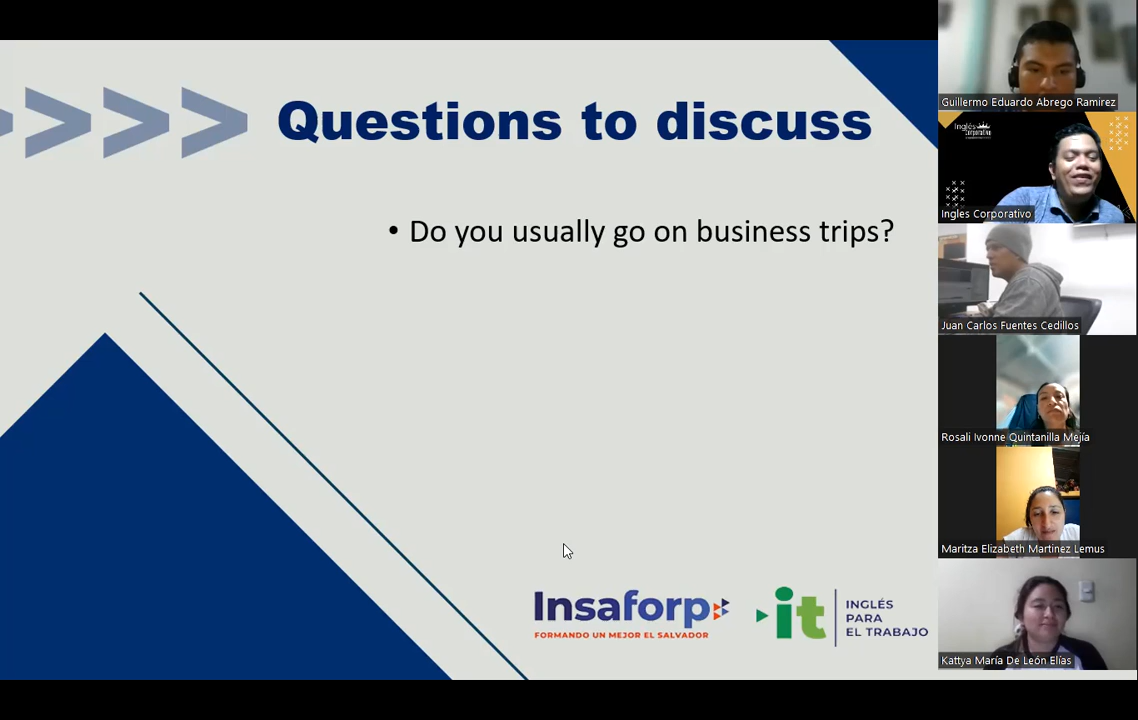 >>>>
Questions to discuss
• Do you usually go on business trips?
Insaforp
FORMANDO UN MEJOR EL SALVADOR
it
INGLÉS
PARA
EL TRABAJO
Guillermo Eduardo Abrego Ramirez
Inglés
Corporativo
Ingles Corporativo
Juan Carlos Fuentes Cedillos
Rosali Ivonne Quintanilla Mejía
Maritza Elizabeth Martinez Lemus
Kattya María De León Elías